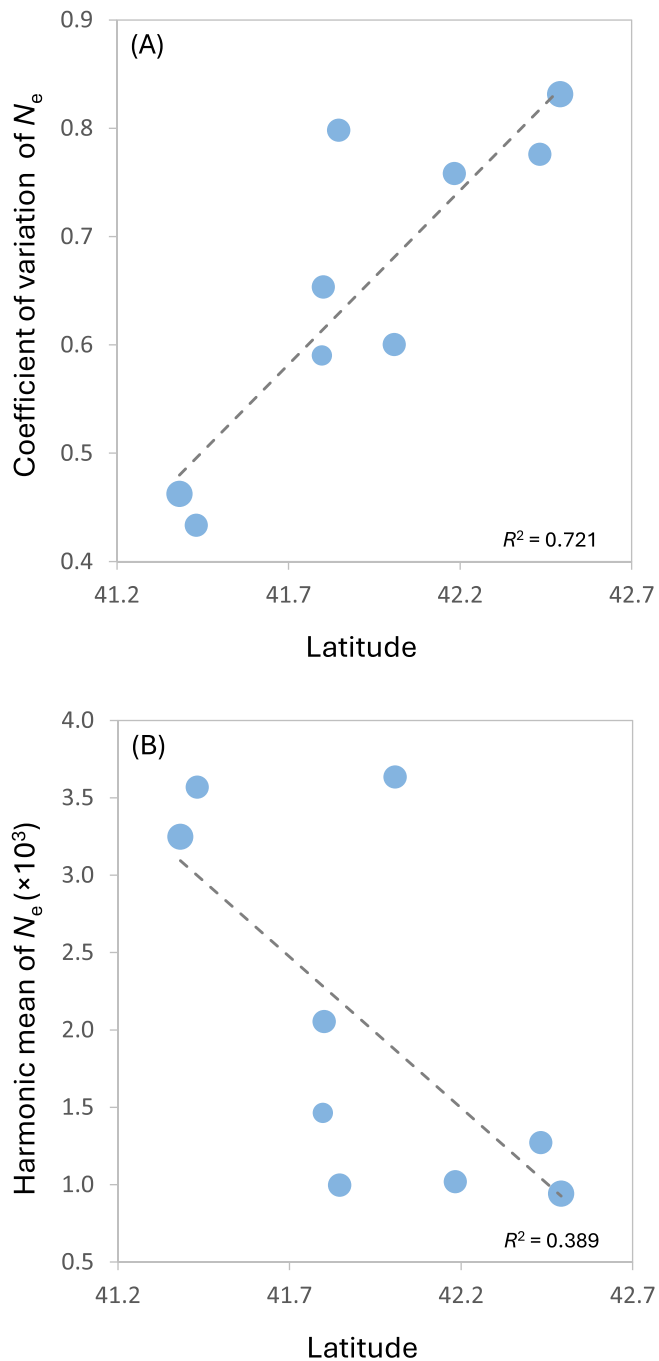 (A)
Coefficient of variation of Ne
0.9
0.8
0.7
0.6
0.5
0.4
R2 = 0.721
41.2 41.7 42.2 42.7
Latitude
(B)
Harmonic mean of Ne (×10³)
4.0
3.5
3.0
2.5
2.0
1.5
1.0
0.5
R2 = 0.389
41.2 41.7 42.2 42.7
Latitude